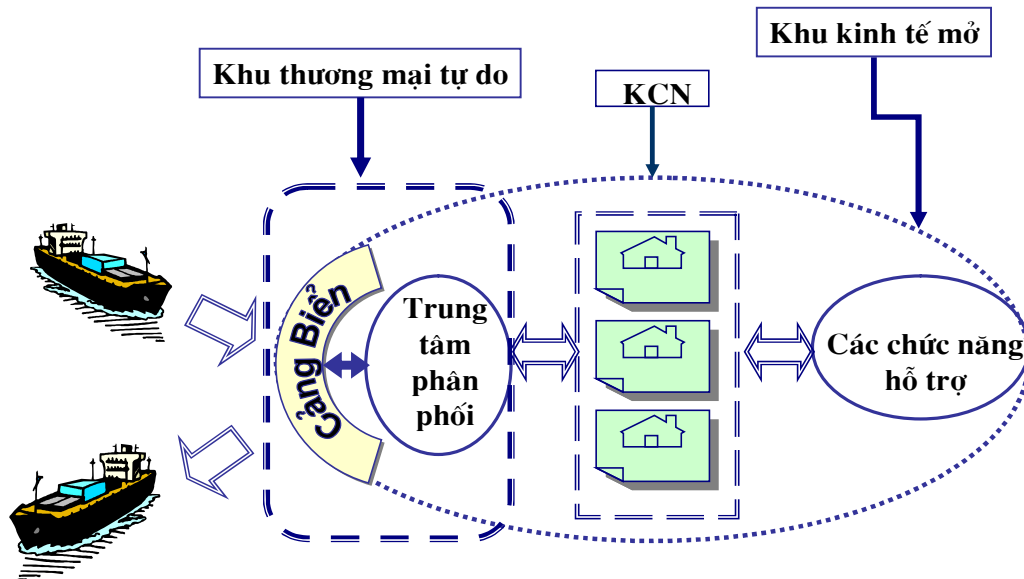 Khu kinh tế mở
Khu thương mại tự do
KCN
Cảng Biển
Trung
tâm
phân
phối
Các chức năng
hỗ trợ